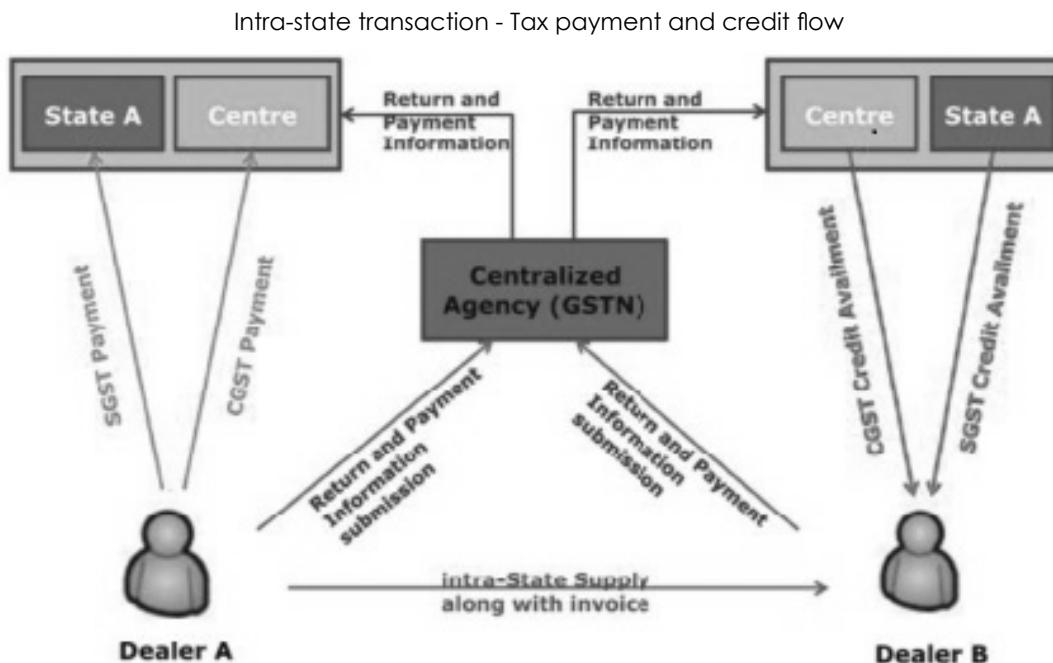 Intra-state transaction - Tax payment and credit flow
State A
Centre
Return and
Payment
Information
Return and
Payment
Information
Centre
State A
Centralized
Agency (GSTN)
SGST Payment
CGST Payment
Return and Payment
Information
submission
Return and Payment
Information
submission
CGST Credit Availment
SGST Credit Availment
intra-State Supply
along with invoice
Dealer A
Dealer B